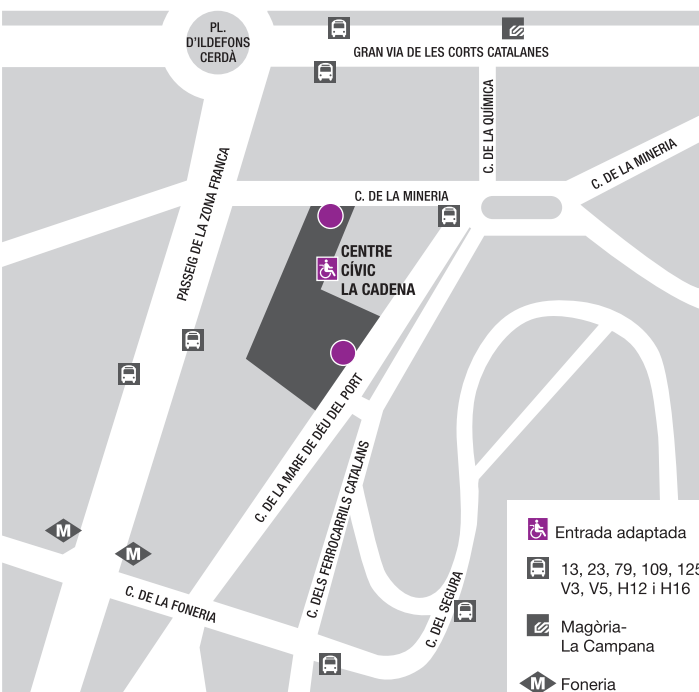 PL.
D'ILDEFONS
CERDÀ
GRAN VIA DE LES CORTS CATALANES
C. DE LA QUÍMICA
C. DE LA MINERIA
C. DE LA MINERIA
PASSEIG DE LA ZONA FRANCA
CENTRE
CÍVIC
LA CADENA
C. DE LA MARE DE DÉU DEL PORT
C. DELS FERROCARRILS CATALANS
M
M
C. DE LA FONERIA
C. DEL SEGURA
Entrada adaptada
13, 23, 79, 109, 125
V3, V5, H12 i H16
Magòria-
La Campana
M Foneria